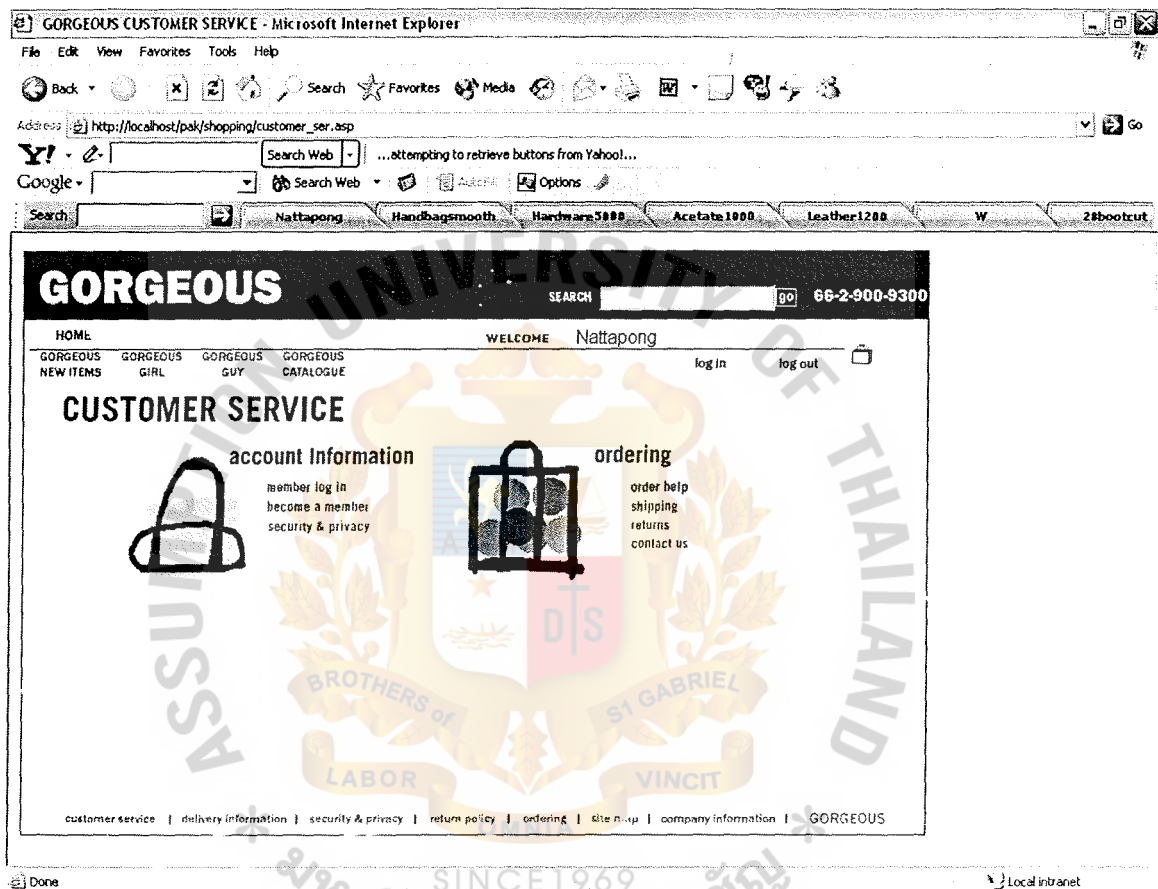 GORGEOUS CUSTOMER SERVICE - Microsoft Internet Explorer
File Edit View Favorites Tools Help
Back Search Favorites Media
Address http://localhost/pak/shopping/customer_ser.asp Go
Y! Search Web ...attempting to retrieve buttons from Yahoo!...
Google Search Web AutoFill Options
Search Nattapong Handbagsmooth Hardware5000 Acetate1000 Leather1200 W 28bootcut
GORGEOUS SEARCH go 66-2-900-9300
HOME WELCOME Nattapong
GORGEOUS NEW ITEMS GORGEOUS GIRL GORGEOUS GUY GORGEOUS CATALOGUE log in log out
CUSTOMER SERVICE
account Information
member log in
become a member
security & privacy
ordering
order help
shipping
returns
contact us
customer service | delivery information | security & privacy | return policy | ordering | site map | company information | GORGEOUS
Done Local intranet
ASSUMPTION UNIVERSITY OF THAILAND
D S
BROTHERS of ST GABRIEL
LABOR
VINCIT
OMNIA
SINCE1969